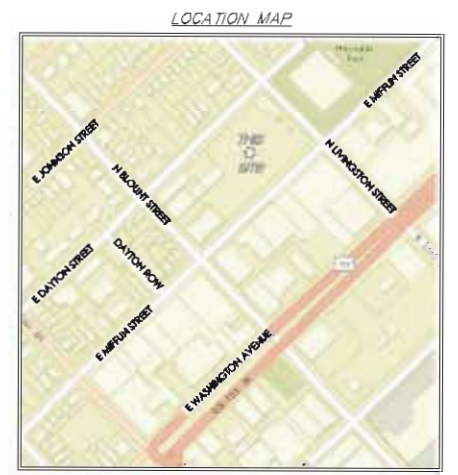 LOCATION MAP
E MIFFLIN STREET
E JOHNSON STREET
THIS
SITE
N LIVINGSTON STREET
N BLOUNT STREET
E DAYTON STREET
DAYTON ROW
E MIFFLIN STREET
E WASHINGTON AVENUE